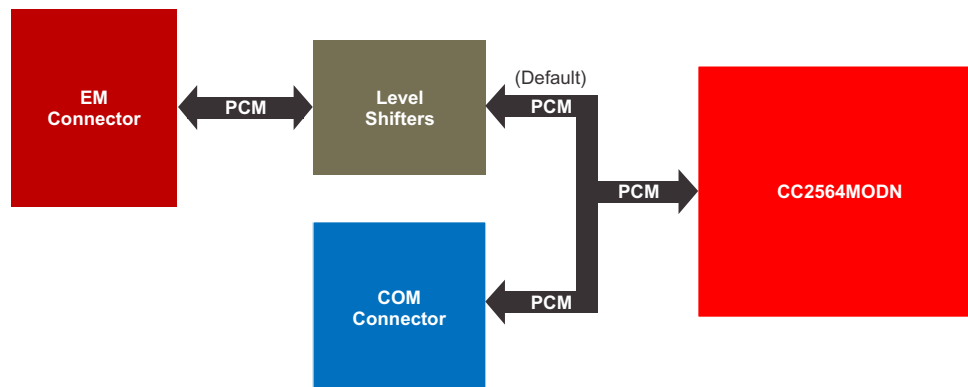 EM
Connector
PCM
Level
Shifters
(Default)
PCM
PCM
CC2564MODN
COM
Connector
PCM